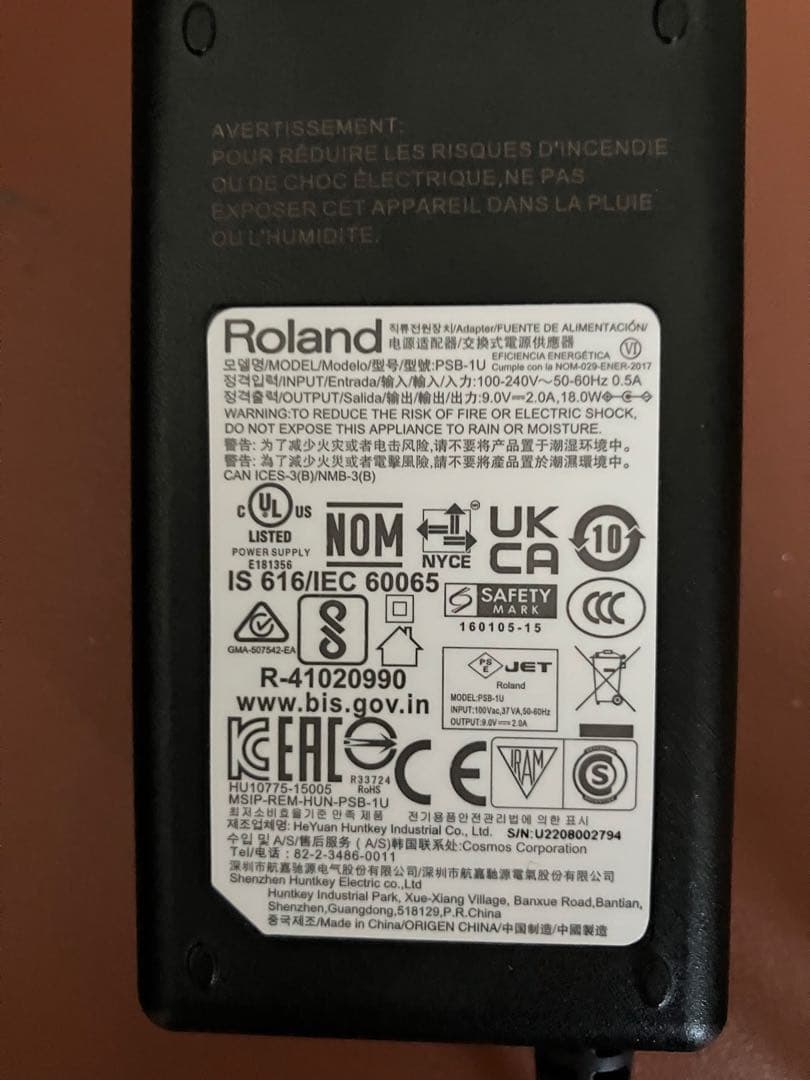 AVERTISSEMENT:
POUR RÉDUIRE LES RISQUES D'INCENDIE
OU DE CHOC ÉLECTRIQUE,NE PAS
EXPOSER CET APPAREIL DANS LA PLUIE
OU L'HUMIDITE.
Roland 직류전원장치/Adapter/FUENTE DE ALIMENTACIÓN/
电源适配器/交換式電源供應器
EFICIENCIA ENERGÉTICA VI
모델명/MODEL/Modelo/型号/型號:PSB-1U Cumple con la NOM-029-ENER-2017
정격입력/INPUT/Entrada/输入/輸入/入力:100-240V～50-60Hz 0.5A
정격출력/OUTPUT/Salida/输出/輸出/出力:9.0V⎓2.0A,18.0W
WARNING:TO REDUCE THE RISK OF FIRE OR ELECTRIC SHOCK,
DO NOT EXPOSE THIS APPLIANCE TO RAIN OR MOISTURE.
警告: 为了减少火灾或者电击风险,请不要将产品置于潮湿环境中。
警告: 為了減少火災或者電擊風險,請不要將產品置於潮濕環境中。
CAN ICES-3(B)/NMB-3(B)
C UL US
LISTED
POWER SUPPLY
E181356
NOM
NYCE
UK
CA
10
IS 616/IEC 60065
SAFETY
MARK
160105-15
CCC
GMA-507542-EA
R-41020990
www.bis.gov.in
PS
E JET
Roland
MODEL:PSB-1U
INPUT:100Vac,37VA,50-60Hz
OUTPUT:9.0V⎓2.0A
KC EAC
R33724
RoHS
CE
IRAM
S
HU10775-15005
MSIP-REM-HUN-PSB-1U
최저소비효율기준 만족 제품 전기용품안전관리법에 의한 표시
제조업체명: HeYuan Huntkey Industrial Co., Ltd. S/N:U2208002794
수입 및 A/S/售后服务 (A/S)韩国联系处:Cosmos Corporation
Tel/电话 : 82-2-3486-0011
深圳市航嘉驰源电气股份有限公司/深圳市航嘉馳源電氣股份有限公司
Shenzhen Huntkey Electric co.,Ltd
Huntkey Industrial Park, Xue-Xiang Village, Banxue Road,Bantian,
Shenzhen,Guangdong,518129,P.R.China
중국제조/Made in China/ORIGEN CHINA/中国制造/中國製造